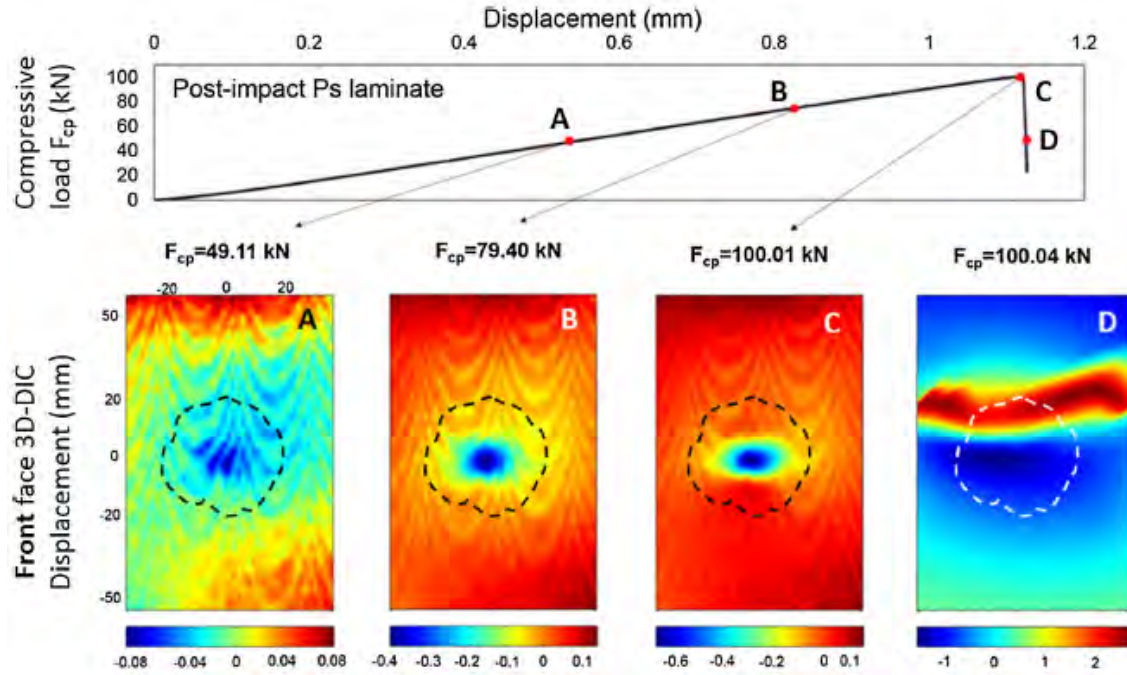 Displacement (mm)
0 0.2 0.4 0.6 0.8 1 1.2
Compressive
load Fcp (kN)
100
80
60
40
20
0
Post-impact Ps laminate
A
B
C
D
Fcp=49.11 kN
Fcp=79.40 kN
Fcp=100.01 kN
Fcp=100.04 kN
Front face 3D-DIC
Displacement (mm)
-20 0 20
50
20
0
-20
-50
A
B
C
D
-0.08 -0.04 0 0.04 0.08
-0.4 -0.3 -0.2 -0.1 0 0.1
-0.6 -0.4 -0.2 0 0.1
-1 0 1 2